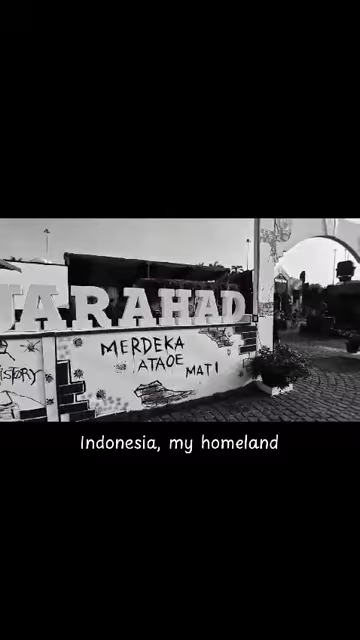 JARAHAD
MERDEKA
ATAOE
MATI
ISTORY
Indonesia, my homeland